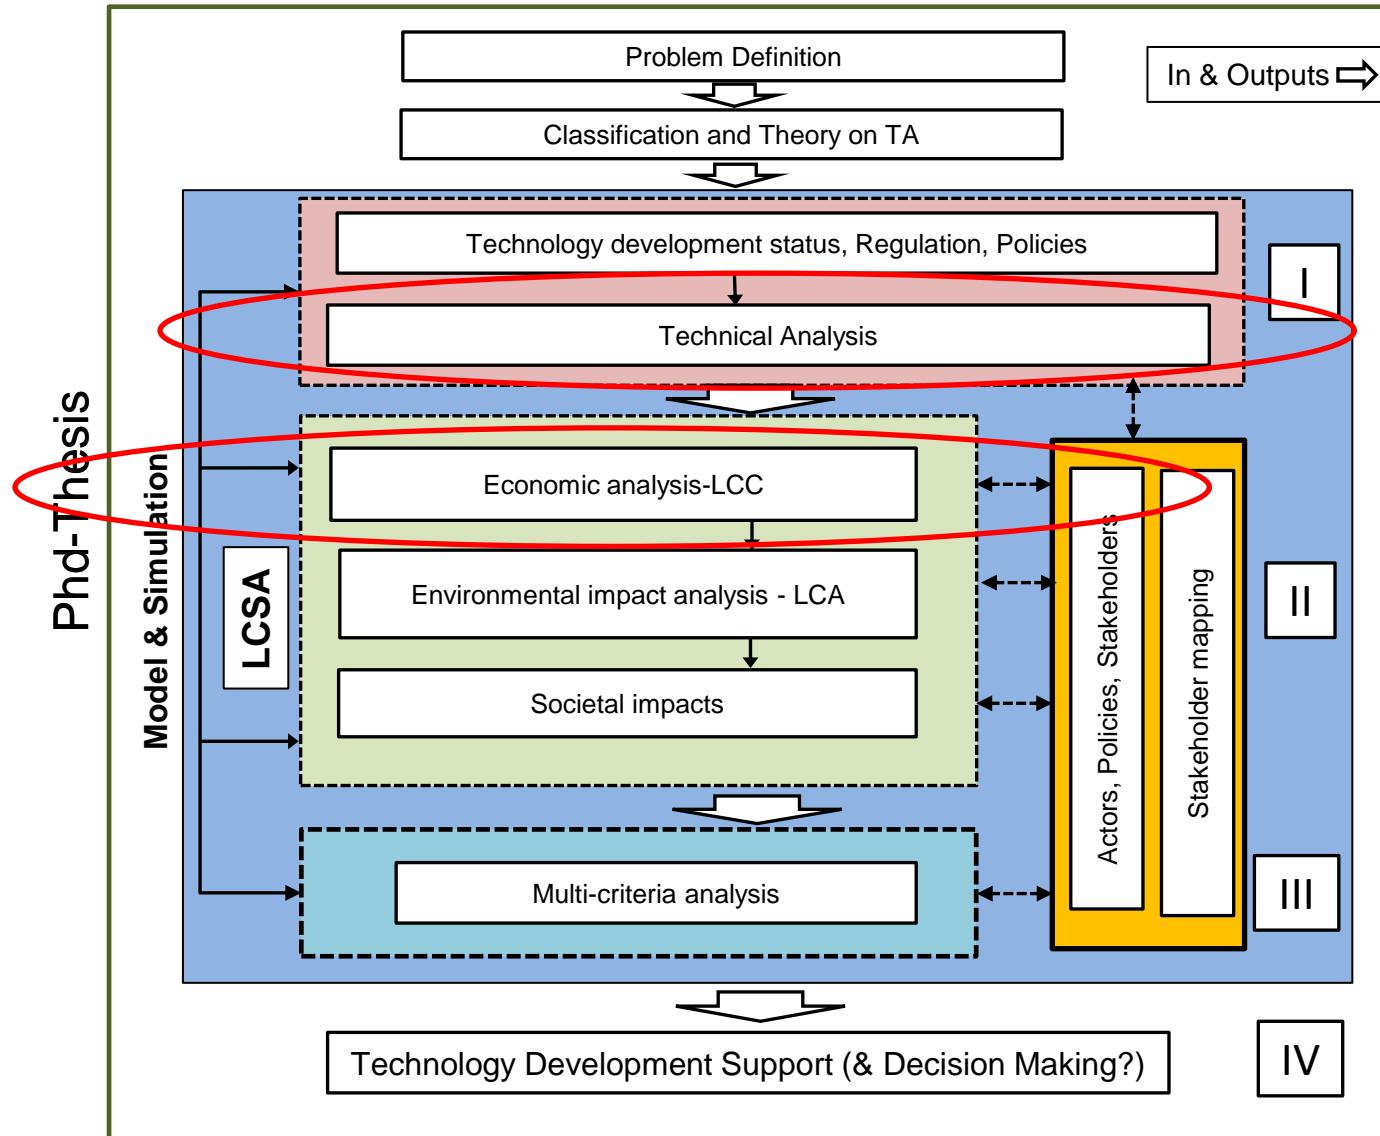 Problem Definition
In & Outputs
Classification and Theory on TA
Technology development status, Regulation, Policies
I
Technical Analysis
Phd-Thesis
Model & Simulation
LCSA
Economic analysis-LCC
Environmental impact analysis - LCA
Societal impacts
Actors, Policies, Stakeholders
Stakeholder mapping
II
Multi-criteria analysis
III
Technology Development Support (& Decision Making?)
IV